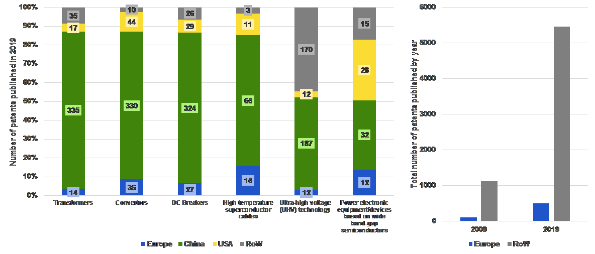 Number of patents published in 2019
100%
90%
80%
70%
60%
50%
40%
30%
20%
10%
0%
35
17
335
14
10
44
330
35
26
29
324
27
3
11
66
16
170
12
187
15
28
32
12
Transformers
Convertors
DC Breakers
High temperature
superconductor
cables
Ultra-high voltage
(UHV) technology
Power electronic
equipment/devices
based on wide
band gap
semiconductors
Europe China USA RoW
Total number of patents published by year
6000
5000
4000
3000
2000
1000
0
2009 2019
Europe RoW